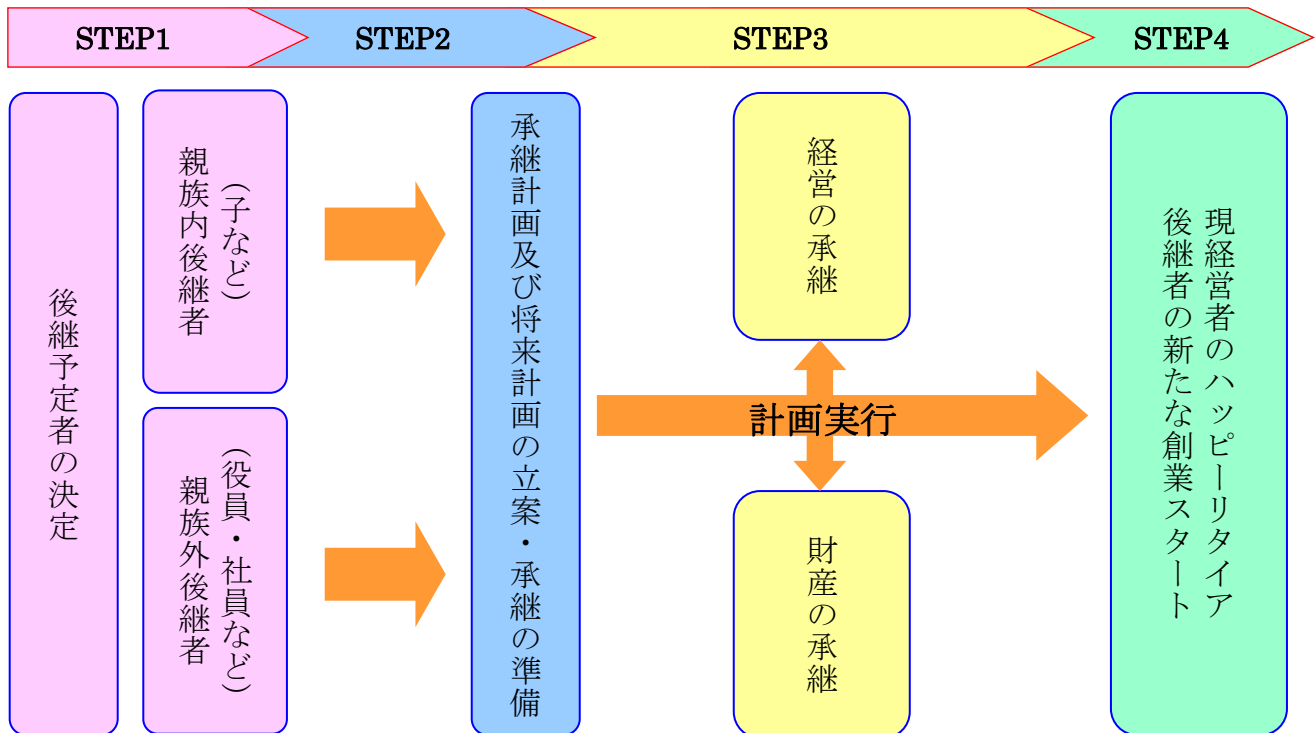 STEP1
STEP2
STEP3
STEP4
後継予定者の決定
(子など)
親族内後継者
(役員・社員など)
親族外後継者
承継計画及び将来計画の立案・承継の準備
経営の承継
計画実行
財産の承継
現経営者のハッピーリタイア
後継者の新たな創業スタート